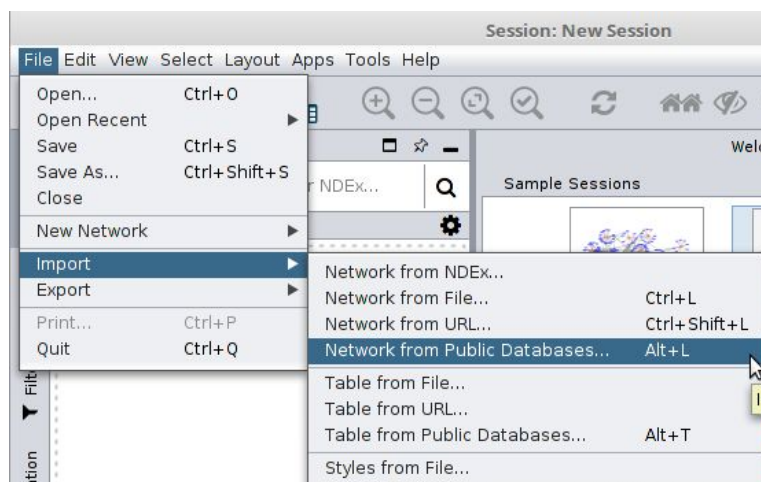 Session: New Session
File Edit View Select Layout Apps Tools Help
Open... Ctrl+O
Open Recent
Save Ctrl+S
Save As... Ctrl+Shift+S
Close
New Network
Import
Export
Print... Ctrl+P
Quit Ctrl+Q
NDEx...
Sample Sessions
Network from NDEx...
Network from File... Ctrl+L
Network from URL... Ctrl+Shift+L
Network from Public Databases... Alt+L
Table from File...
Table from URL...
Table from Public Databases... Alt+T
Styles from File...